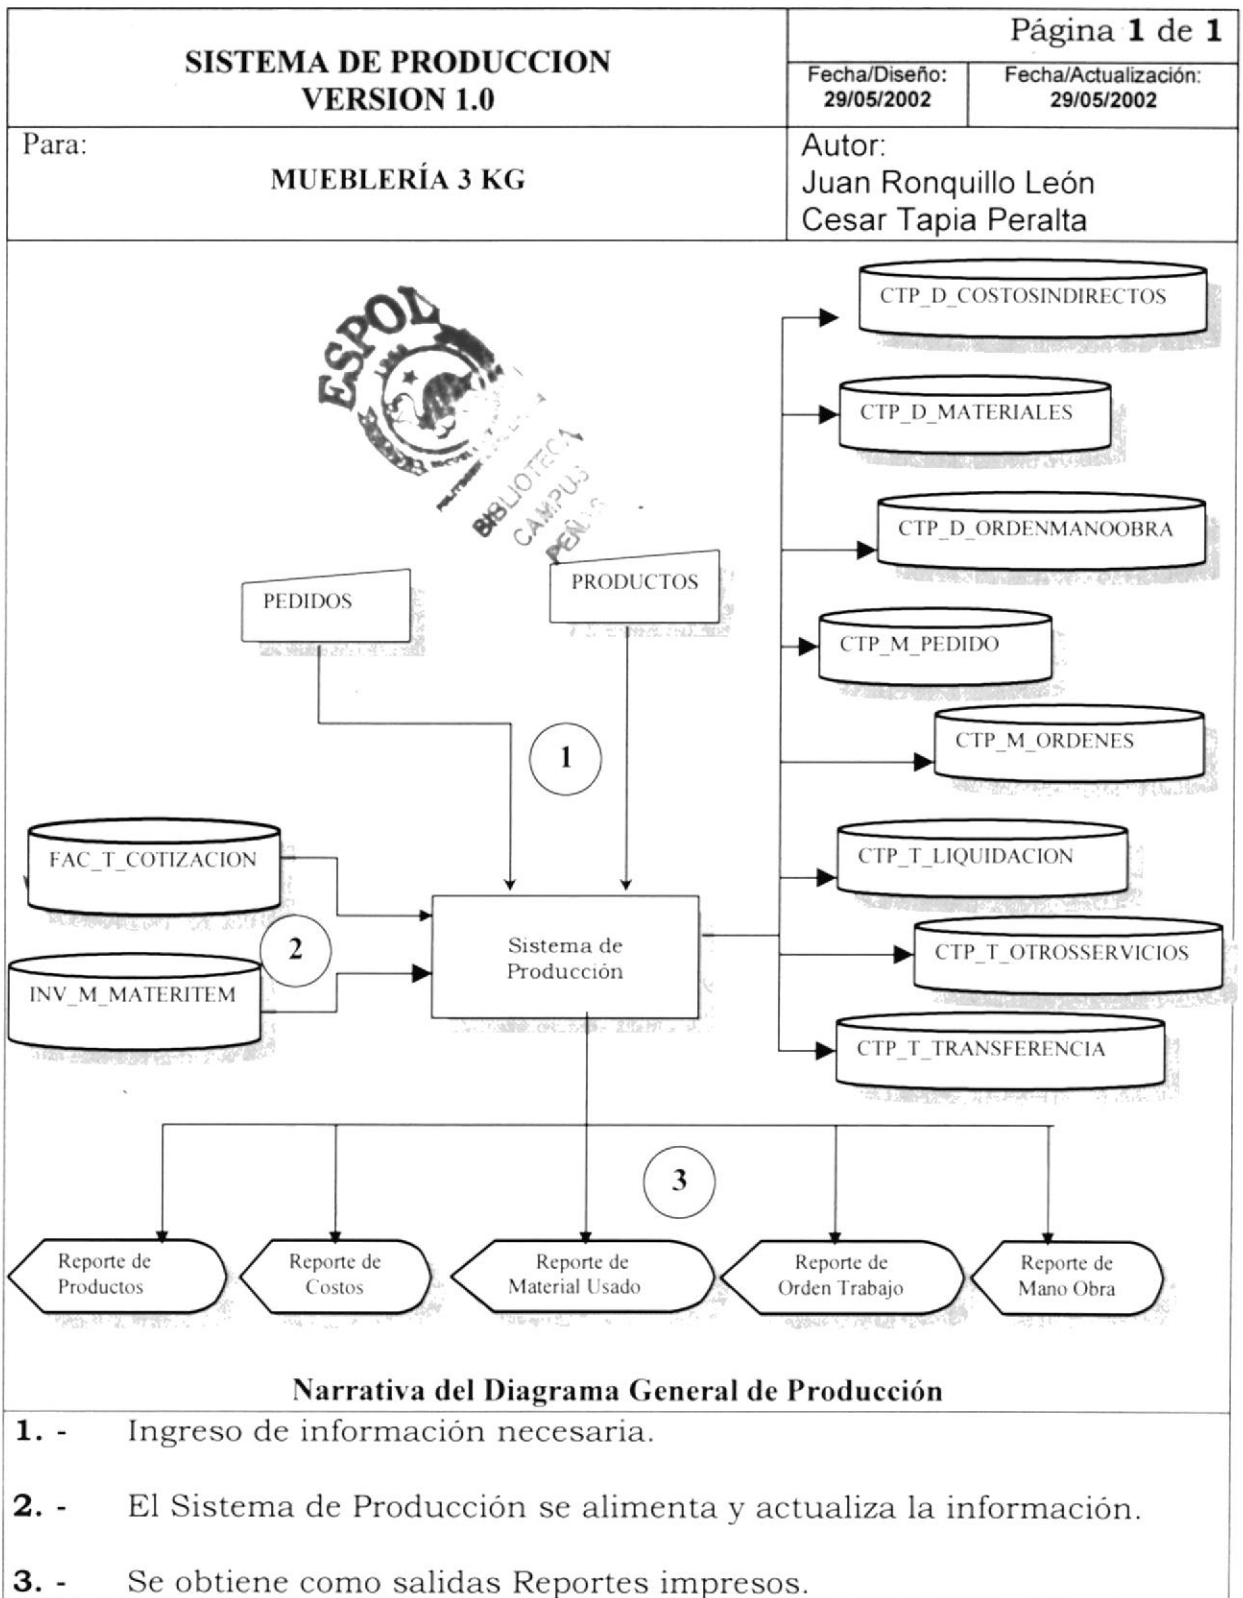 Página 1 de 1
SISTEMA DE PRODUCCION
VERSION 1.0
Fecha/Diseño:
29/05/2002
Fecha/Actualización:
29/05/2002
Para:
MUEBLERÍA 3 KG
Autor:
Juan Ronquillo León
Cesar Tapia Peralta
CTP_D_COSTOSINDIRECTOS
ESPOL
CTP_D_MATERIALES
BIBLIOTECA
CAMPUS
PEÑAS
CTP_D_ORDENMANOOBRA
PEDIDOS
PRODUCTOS
CTP_M_PEDIDO
1
CTP_M_ORDENES
FAC_T_COTIZACION
CTP_T_LIQUIDACION
2
Sistema de
Producción
CTP_T_OTROSSERVICIOS
INV_M_MATERITEM
CTP_T_TRANSFERENCIA
3
Reporte de
Productos
Reporte de
Costos
Reporte de
Material Usado
Reporte de
Orden Trabajo
Reporte de
Mano Obra
Narrativa del Diagrama General de Producción
1. - Ingreso de información necesaria.
2. - El Sistema de Producción se alimenta y actualiza la información.
3. - Se obtiene como salidas Reportes impresos.